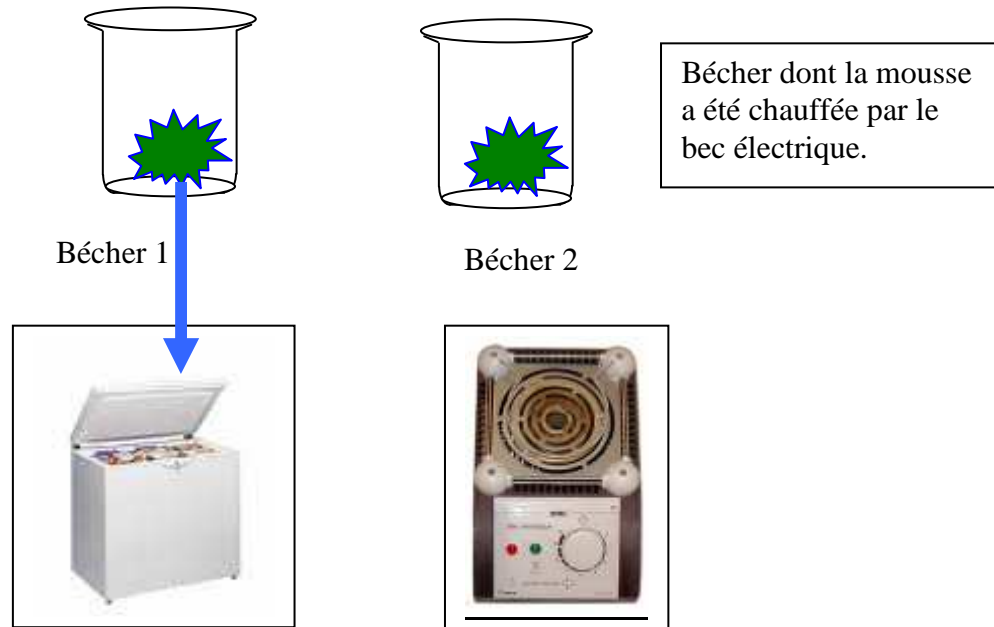 Bécher dont la mousse
a été chauffée par le
bec électrique.
Bécher 1
Bécher 2